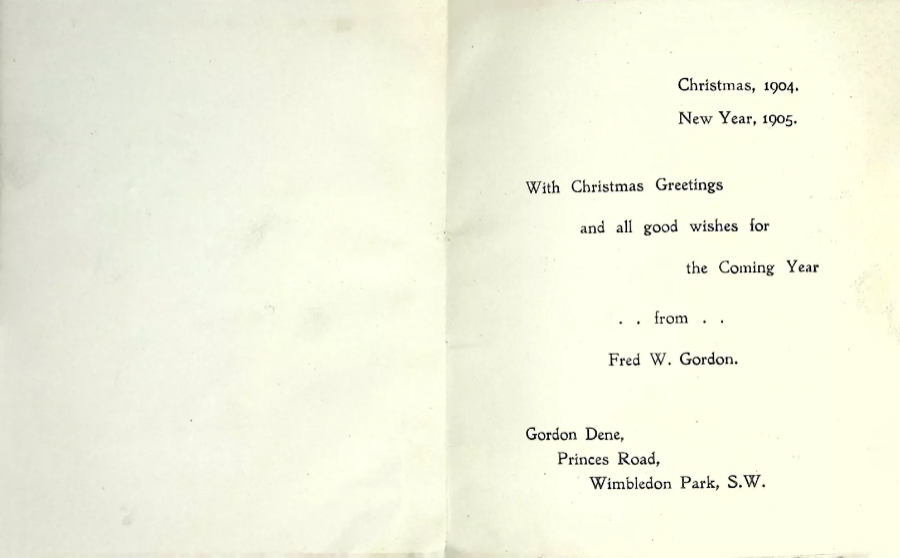 Christmas, 1904.
New Year, 1905.
With Christmas Greetings
and all good wishes for
the Coming Year
. . from . .
Fred W. Gordon.
Gordon Dene,
Princes Road,
Wimbledon Park, S.W.